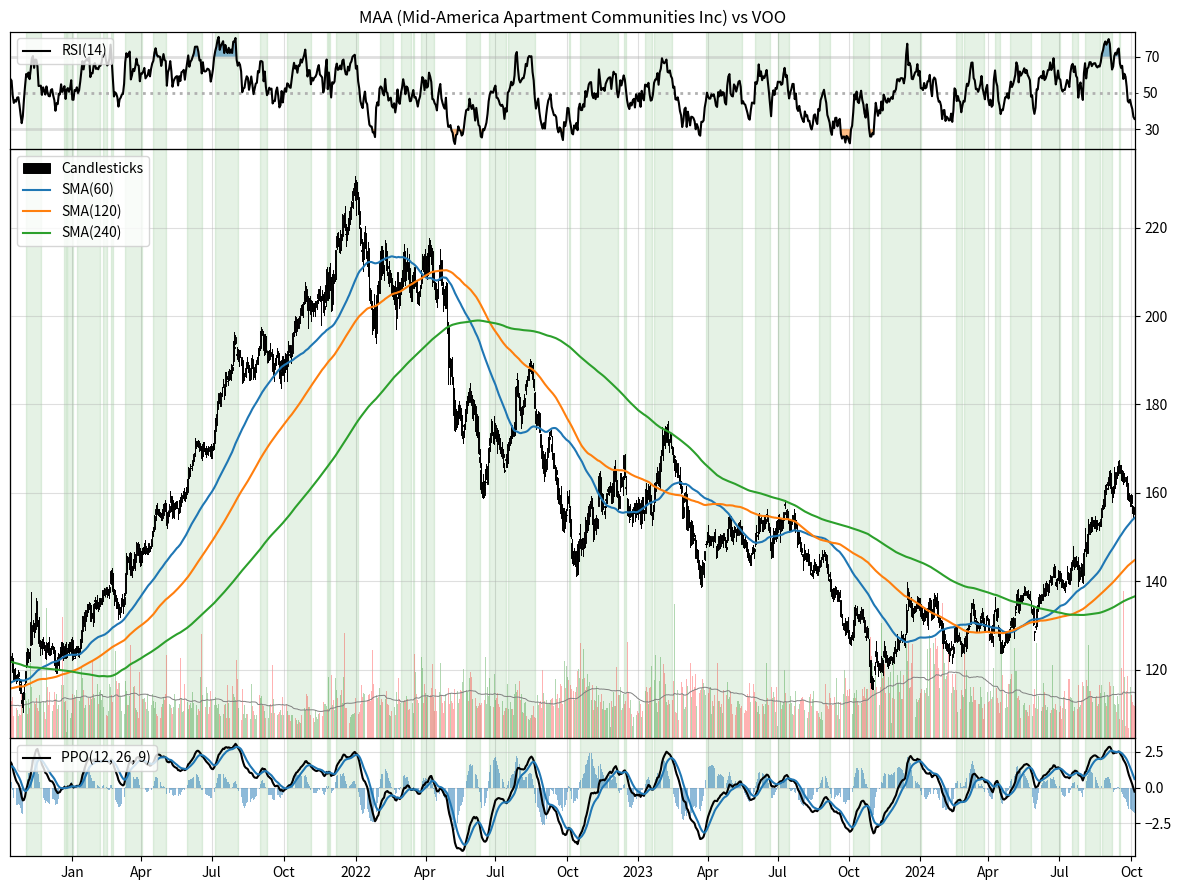 MAA (Mid-America Apartment Communities Inc) vs VOO
RSI(14)
70
50
30
Candlesticks
SMA(60)
SMA(120)
SMA(240)
220
200
180
160
140
120
PPO(12, 26, 9)
2.5
0.0
−2.5
Jan Apr Jul Oct 2022 Apr Jul Oct 2023 Apr Jul Oct 2024 Apr Jul Oct